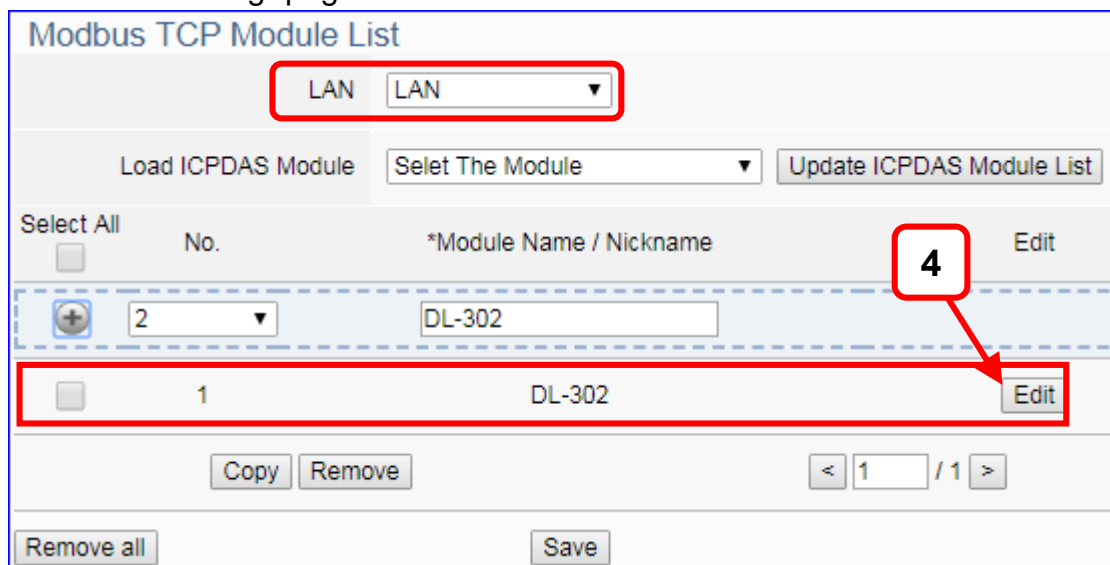 Modbus TCP Module List
LAN LAN
Load ICPDAS Module Selet The Module Update ICPDAS Module List
Select All No. *Module Name / Nickname Edit
4
2 DL-302
1 DL-302 Edit
Copy Remove < 1 / 1 >
Remove all Save